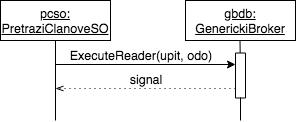 pcso:
PretraziClanoveSO
gbdb:
GenerickiBroker
ExecuteReader(upit, odo)
signal